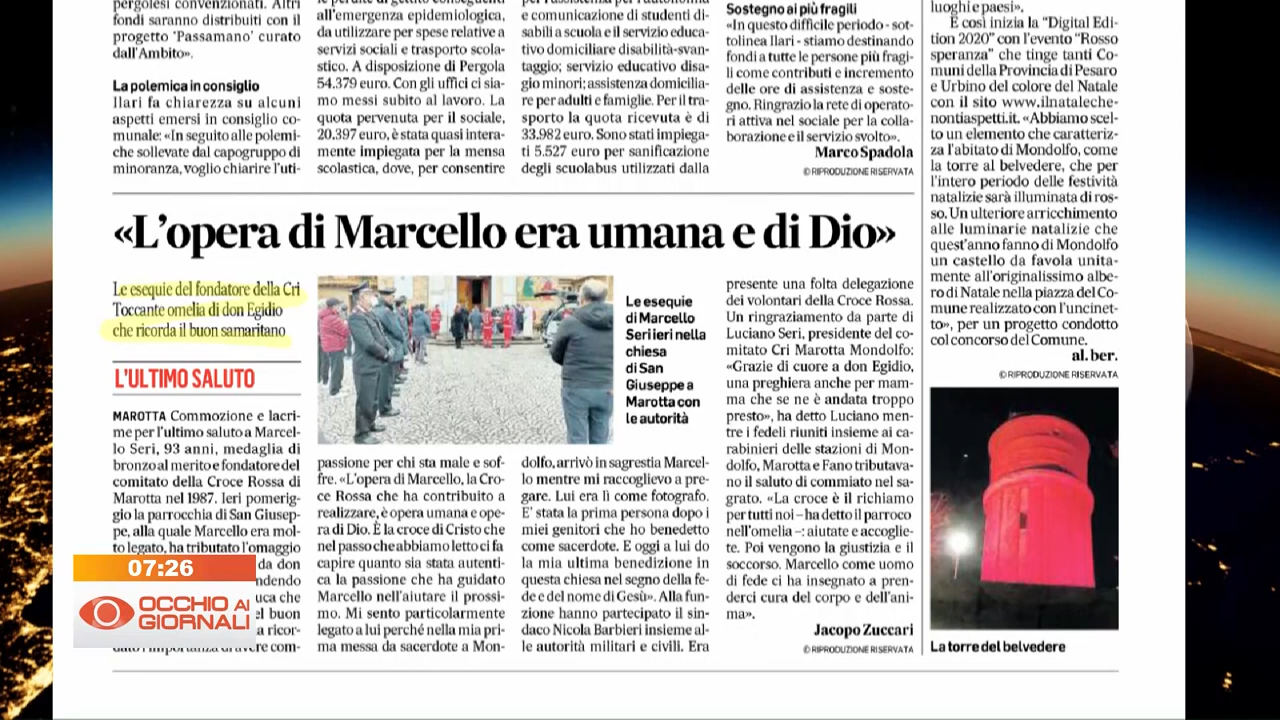 pergolesi convenzionati. Altri
fondi saranno distribuiti con il
progetto 'Passamano' curato
dall'Ambito».
La polemica in consiglio
Ilari fa chiarezza su alcuni
aspetti emersi in consiglio co-
munale: «In seguito alle polemi-
che sollevate dal capogruppo di
minoranza, voglio chiarire l'uti-
all'emergenza epidemiologica,
da utilizzare per spese relative a
servizi sociali e trasporto scola-
stico. A disposizione di Pergola
54.379 euro. Con gli uffici ci sia-
mo messi subito al lavoro. La
quota pervenuta per il sociale,
20.397 euro, è stata quasi intera-
mente impiegata per la mensa
scolastica, dove, per consentire
e comunicazione di studenti di-
sabili a scuola e il servizio educa-
tivo domiciliare disabilità-svan-
taggio; servizio educativo disa-
gio minori; assistenza domicilia-
re per adulti e famiglie. Per il tra-
sporto la quota ricevuta è di
33.982 euro. Sono stati impiega-
ti 5.527 euro per sanificazione
degli scuolabus utilizzati dalla
Sostegno ai più fragili
«In questo difficile periodo - sot-
tolinea Ilari - stiamo destinando
fondi a tutte le persone più fragi-
li come contributi e incremento
delle ore di assistenza e soste-
gno. Ringrazio la rete di operato-
ri attiva nel sociale per la colla-
borazione e il servizio svolto».
Marco Spadola
© RIPRODUZIONE RISERVATA
luoghi e paesi».
E così inizia la "Digital Edi-
tion 2020" con l'evento "Rosso
speranza" che tinge tanti Co-
muni della Provincia di Pesaro
e Urbino del colore del Natale
con il sito www.ilnataleche-
nontiaspetti.it. «Abbiamo scel-
to un elemento che caratteriz-
za l'abitato di Mondolfo, come
la torre al belvedere, che per
l'intero periodo delle festività
natalizie sarà illuminata di ros-
so. Un ulteriore arricchimento
alle luminarie natalizie che
quest'anno fanno di Mondolfo
un castello da favola unita-
mente all'originalissimo albe-
ro di Natale nella piazza del Co-
mune realizzato con l'uncinet-
to», per un progetto condotto
col concorso del Comune.
al. ber.
© RIPRODUZIONE RISERVATA
«L'opera di Marcello era umana e di Dio»
Le esequie del fondatore della Cri
Toccante omelia di don Egidio
che ricorda il buon samaritano
L'ULTIMO SALUTO
MAROTTA Commozione e lacri-
me per l'ultimo saluto a Marcel-
lo Seri, 93 anni, medaglia di
bronzo al merito e fondatore del
comitato della Croce Rossa di
Marotta nel 1987. Ieri pomerig-
gio la parrocchia di San Giusep-
pe, alla quale Marcello era mol-
to legato, ha tributato l'omaggio
da don
ndendo
uca che
el buon
a ricor-
Le esequie
di Marcello
Seri ieri nella
chiesa
di San
Giuseppe a
Marotta con
le autorità
passione per chi sta male e sof-
fre. «L'opera di Marcello, la Cro-
ce Rossa che ha contribuito a
realizzare, è opera umana e ope-
ra di Dio. È la croce di Cristo che
nel passo che abbiamo letto ci fa
capire quanto sia stata autenti-
ca la passione che ha guidato
Marcello nell'aiutare il prossi-
mo. Mi sento particolarmente
legato a lui perché nella mia pri-
ma messa da sacerdote a Mon-
dolfo, arrivò in sagrestia Marcel-
lo mentre mi raccoglievo a pre-
gare. Lui era lì come fotografo.
E' stata la prima persona dopo i
miei genitori che ho benedetto
come sacerdote. E oggi a lui do
la mia ultima benedizione in
questa chiesa nel segno della fe-
de e del nome di Gesù». Alla fun-
zione hanno partecipato il sin-
daco Nicola Barbieri insieme al-
le autorità militari e civili. Era
presente una folta delegazione
dei volontari della Croce Rossa.
Un ringraziamento da parte di
Luciano Seri, presidente del co-
mitato Cri Marotta Mondolfo:
«Grazie di cuore a don Egidio,
una preghiera anche per mam-
ma che se ne è andata troppo
presto», ha detto Luciano men-
tre i fedeli riuniti insieme ai ca-
rabinieri delle stazioni di Mon-
dolfo, Marotta e Fano tributava-
no il saluto di commiato nel sa-
grato. «La croce è il richiamo
per tutti noi – ha detto il parroco
nell'omelia –: aiutate e accoglie-
te. Poi vengono la giustizia e il
soccorso. Marcello come uomo
di fede ci ha insegnato a pren-
derci cura del corpo e dell'ani-
ma».
Jacopo Zuccari
© RIPRODUZIONE RISERVATA
La torre del belvedere
07:26
OCCHIO AI
GIORNALI